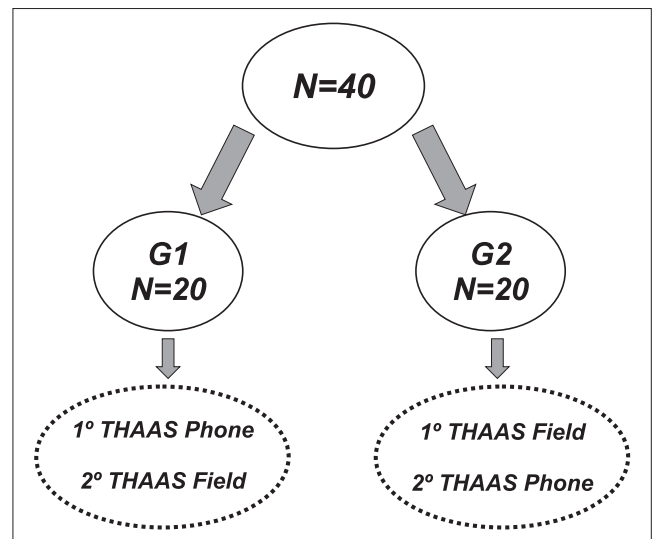 N=40
G1
N=20
G2
N=20
1º THAAS Phone
2º THAAS Field
1º THAAS Field
2º THAAS Phone